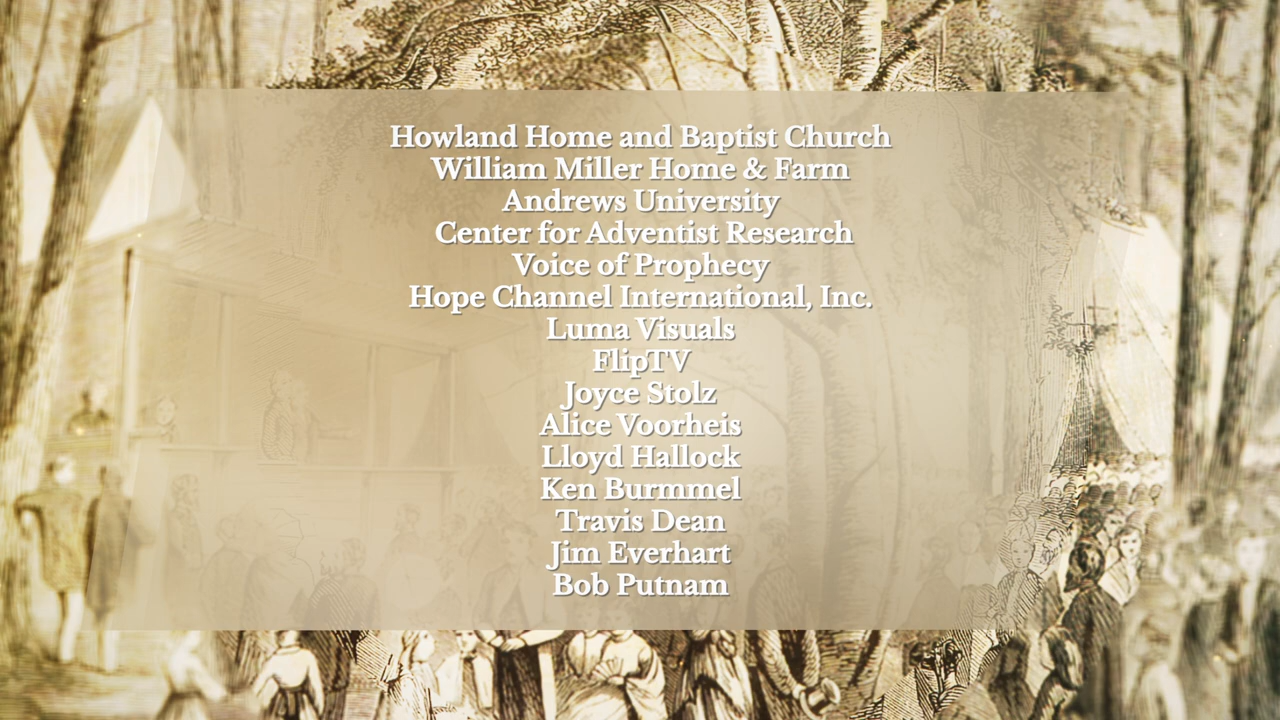 Howland Home and Baptist Church
William Miller Home & Farm
Andrews University
Center for Adventist Research
Voice of Prophecy
Hope Channel International, Inc.
Luma Visuals
FlipTV
Joyce Stolz
Alice Voorheis
Lloyd Hallock
Ken Burmmel
Travis Dean
Jim Everhart
Bob Putnam